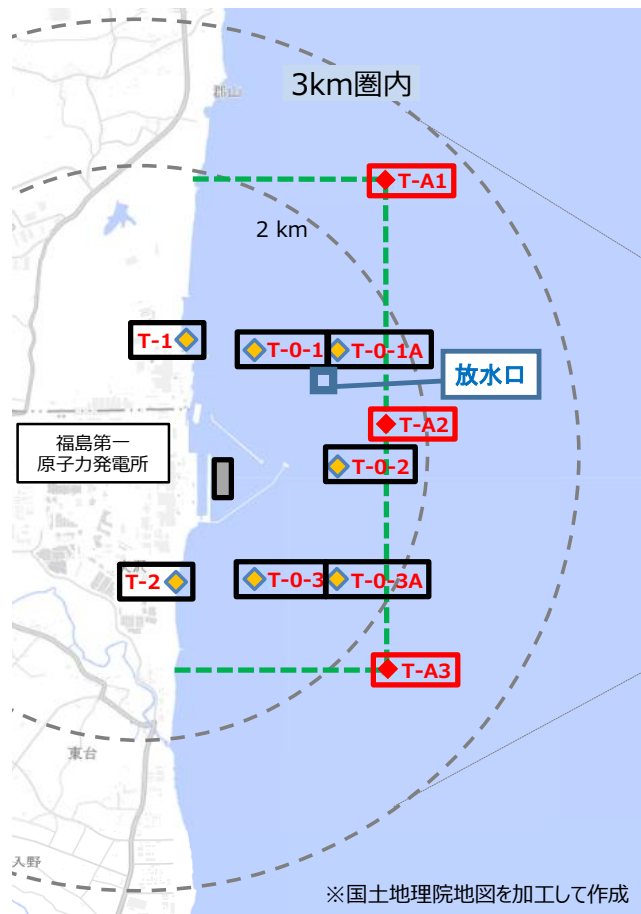 3km圏内
郡山
T-A1
2 km
T-1
T-0-1
T-0-1A
放水口
T-A2
福島第一
原子力発電所
T-0-2
T-2
T-0-3
T-0-3A
T-A3
東台
入野
※国土地理院地図を加工して作成